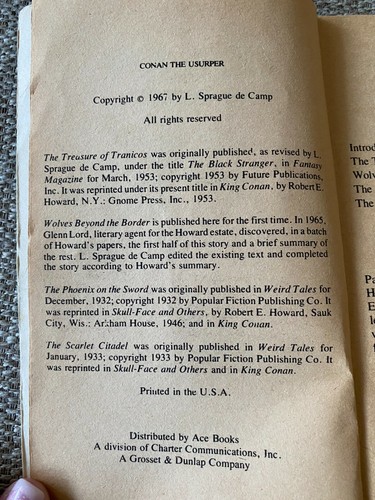 CONAN THE USURPER
Copyright © 1967 by L. Sprague de Camp
All rights reserved
The Treasure of Tranicos was originally published, as revised by L.
Sprague de Camp, under the title The Black Stranger, in Fantasy
Magazine for March, 1953; copyright 1953 by Future Publications,
Inc. It was reprinted under its present title in King Conan, by Robert E.
Howard, N.Y.: Gnome Press, Inc., 1953.
Wolves Beyond the Border is published here for the first time. In 1965,
Glenn Lord, literary agent for the Howard estate, discovered, in a batch
of Howard's papers, the first half of this story and a brief summary of
the rest. L. Sprague de Camp edited the existing text and completed
the story according to Howard's summary.
The Phoenix on the Sword was originally published in Weird Tales for
December, 1932; copyright 1932 by Popular Fiction Publishing Co. It
was reprinted in Skull-Face and Others, by Robert E. Howard, Sauk
City, Wis.: Arkham House, 1946; and in King Conan.
The Scarlet Citadel was originally published in Weird Tales for
January, 1933; copyright 1933 by Popular Fiction Publishing Co. It
was reprinted in Skull-Face and Others and in King Conan.
Printed in the U.S.A.
Distributed by Ace Books
A division of Charter Communications, Inc.
A Grosset & Dunlap Company
Introd
The T
Wolv
The
The
Pa
H
E